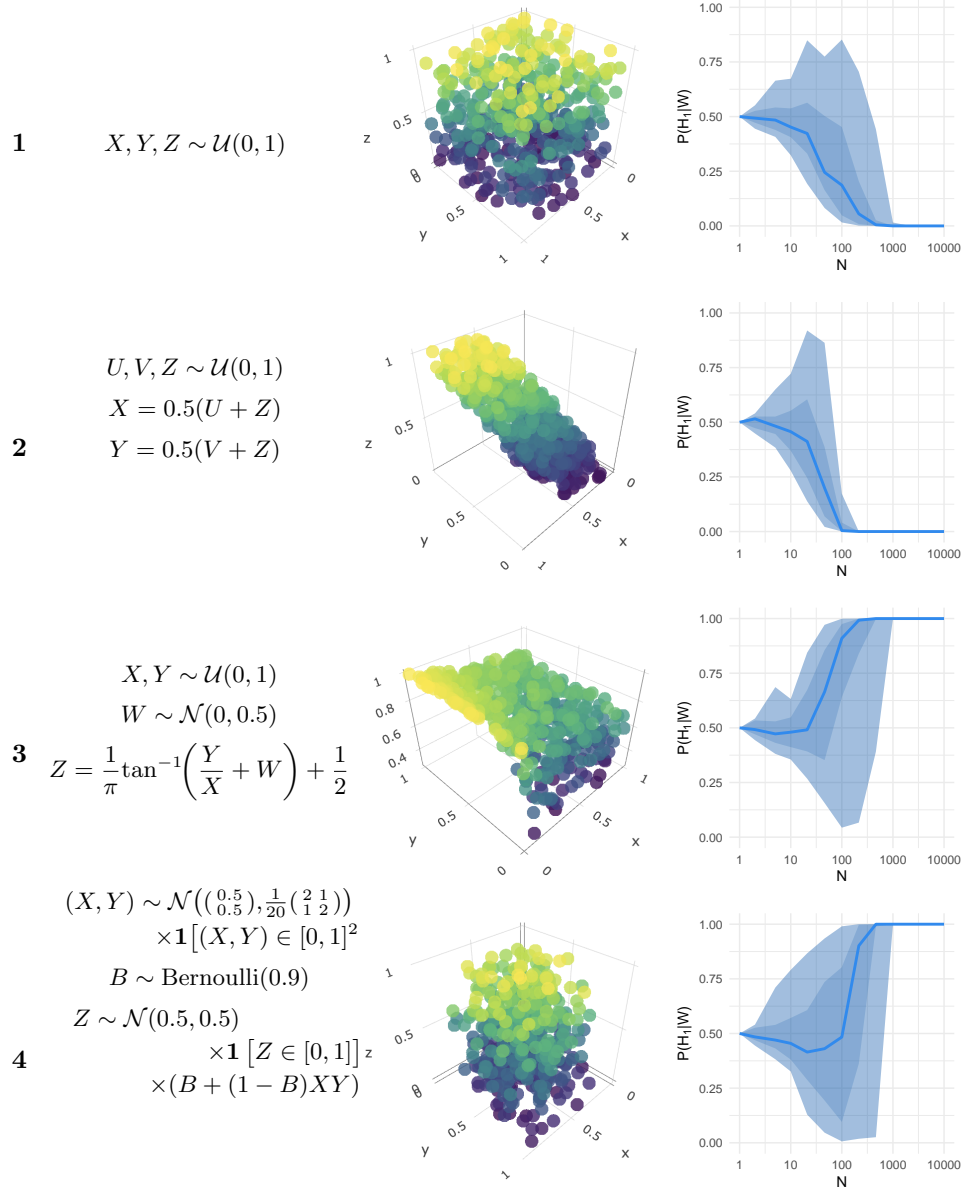 1
X, Y, Z ∼ 𝒰(0, 1)
1
0.5
z
0
0
0.5
y
1
1
0.5
x
0
1.00
0.75
0.50
0.25
0.00
P(H₁|W)
1 10 100 1000 10000
N
2
U, V, Z ∼ 𝒰(0, 1)
X = 0.5(U + Z)
Y = 0.5(V + Z)
1
0.5
z
0
0.5
y
0
1
0.5
x
0
1.00
0.75
0.50
0.25
0.00
P(H₁|W)
1 10 100 1000 10000
N
3
X, Y ∼ 𝒰(0, 1)
W ∼ 𝒩(0, 0.5)
Z = 1/π tan⁻¹(Y/X + W) + 1/2
1
0.8
0.6
0.4
z
1
0.5
y
0
0
0.5
x
1
1.00
0.75
0.50
0.25
0.00
P(H₁|W)
1 10 100 1000 10000
N
4
(X, Y) ∼ 𝒩((0.5 0.5), 1/20 (2 1 1 2))
×1[(X, Y) ∈ [0, 1]²
B ∼ Bernoulli(0.9)
Z ∼ 𝒩(0.5, 0.5)
×1 [Z ∈ [0, 1]]
×(B + (1 − B)XY)
1
0.5
z
0
0
0.5
y
1
0.5
x
0
1.00
0.75
0.50
0.25
0.00
P(H₁|W)
1 10 100 1000 10000
N